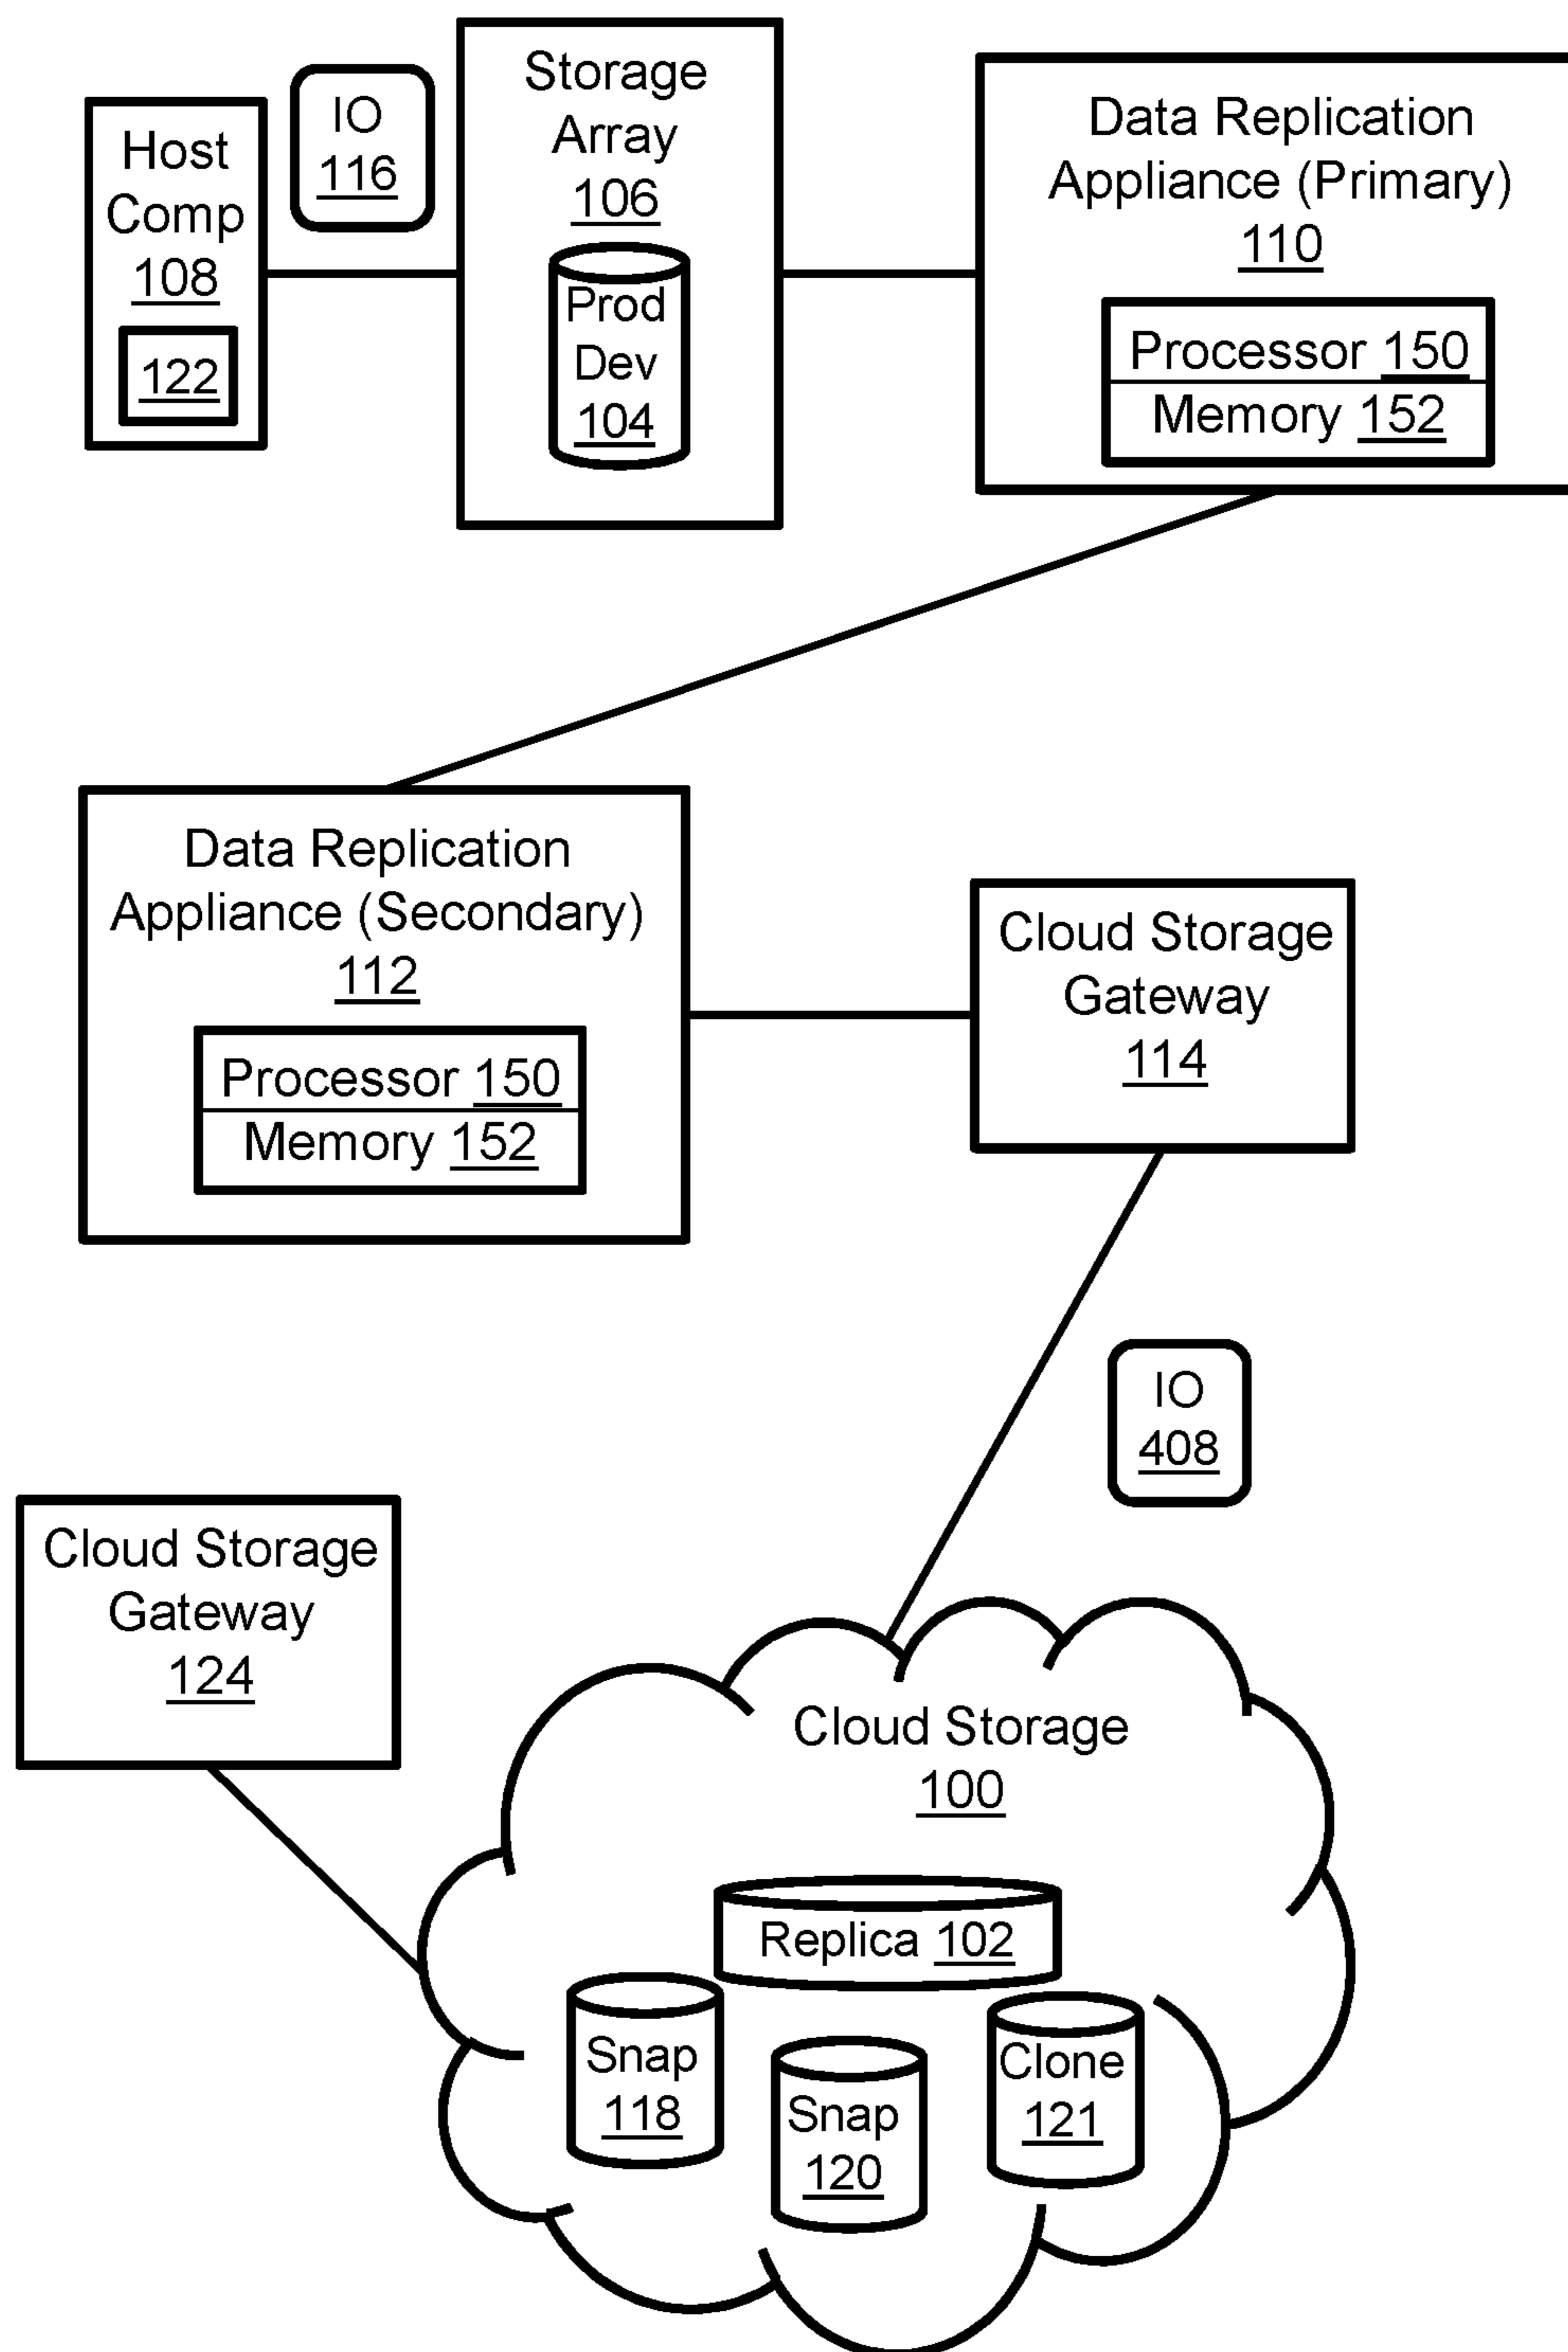 Host
Comp
108
122
IO
116
Storage
Array
106
Prod
Dev
104
Data Replication
Appliance (Primary)
110
Processor 150
Memory 152
Data Replication
Appliance (Secondary)
112
Processor 150
Memory 152
Cloud Storage
Gateway
114
IO
408
Cloud Storage
Gateway
124
Cloud Storage
100
Replica 102
Snap
118
Snap
120
Clone
121